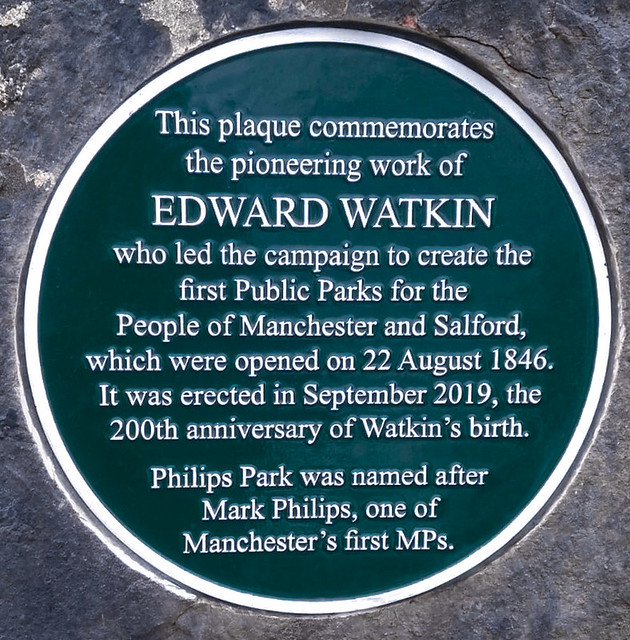 This plaque commemorates
the pioneering work of
EDWARD WATKIN
who led the campaign to create the
first Public Parks for the
People of Manchester and Salford,
which were opened on 22 August 1846.
It was erected in September 2019, the
200th anniversary of Watkin's birth.
Philips Park was named after
Mark Philips, one of
Manchester's first MPs.